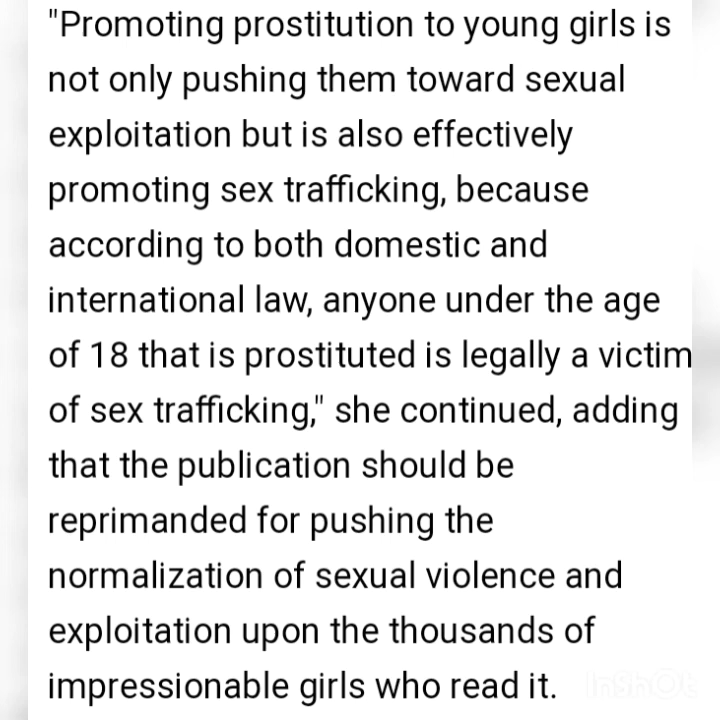 "Promoting prostitution to young girls is
not only pushing them toward sexual
exploitation but is also effectively
promoting sex trafficking, because
according to both domestic and
international law, anyone under the age
of 18 that is prostituted is legally a victim
of sex trafficking," she continued, adding
that the publication should be
reprimanded for pushing the
normalization of sexual violence and
exploitation upon the thousands of
impressionable girls who read it.
InShOt